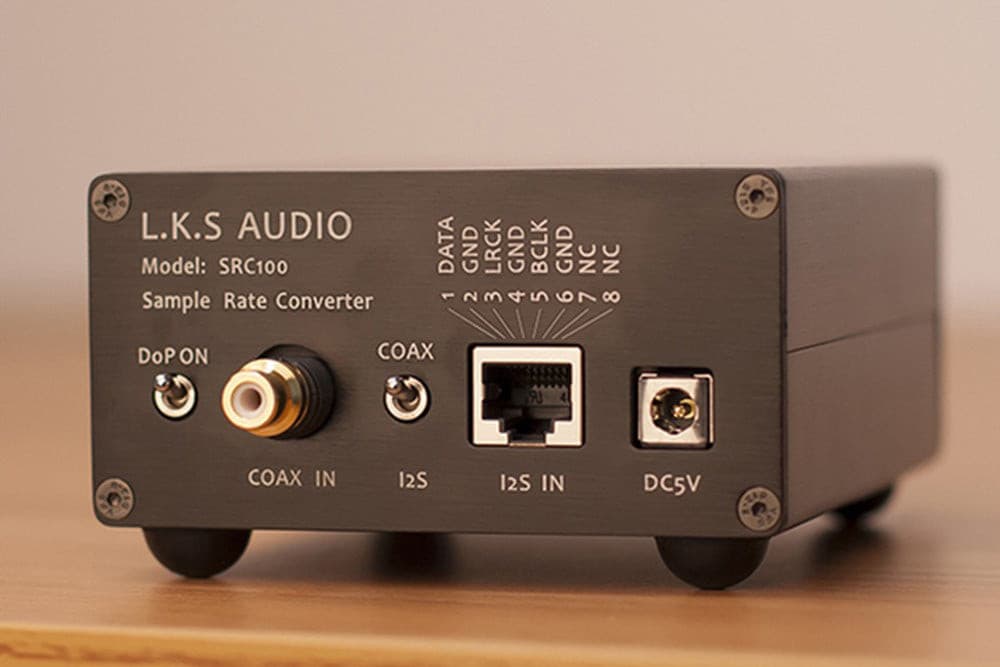 L.K.S AUDIO
Model: SRC100
Sample Rate Converter
1 DATA
2 GND
3 LRCK
4 GND
5 BCLK
6 GND
7 NC
8 NC
DoP ON
COAX
COAX IN
I2S
I2S IN
DC5V